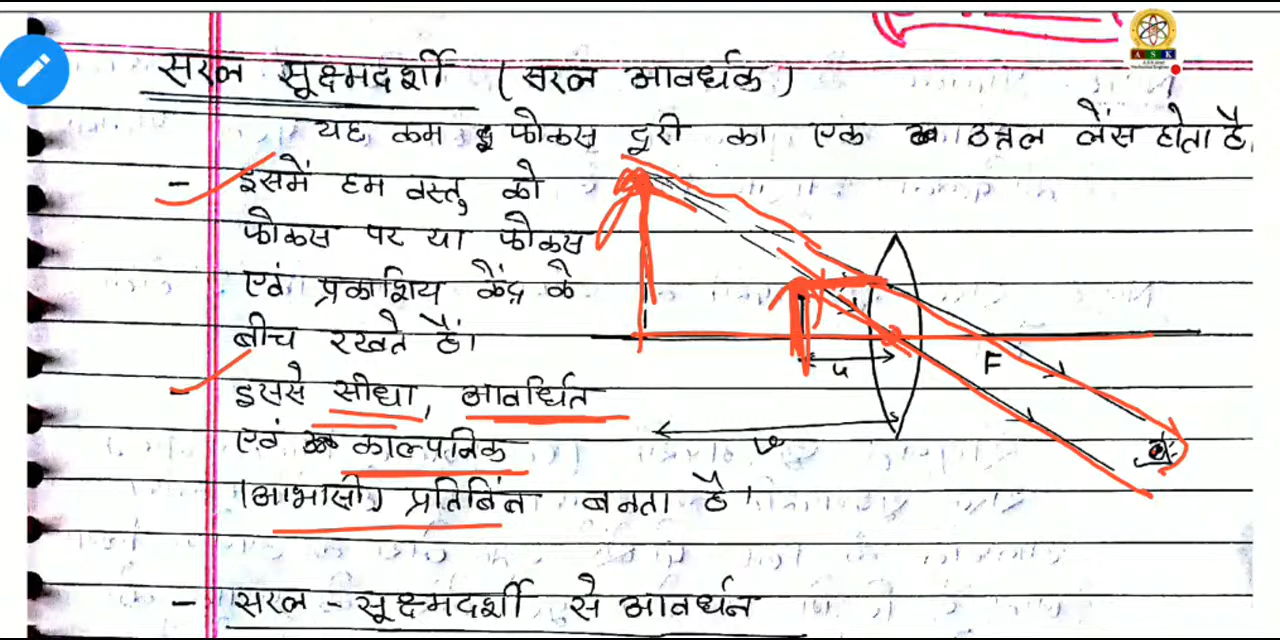 सरल सूक्ष्मदर्शी (सरल आवर्धक)
यह कम फोकस दूरी का एक उत्तल लेंस होता है,
- इसमें हम वस्तु को
फोकस पर या फोकस
एवं प्रकाशिय केंद्र के
बीच रखते हैं।
- इससे सीधा, आवर्धित
एवं काल्पनिक
(आभासी) प्रतिबिंत बनता है।
- सरल - सूक्ष्मदर्शी से आवर्धन
u
F
v
A S K